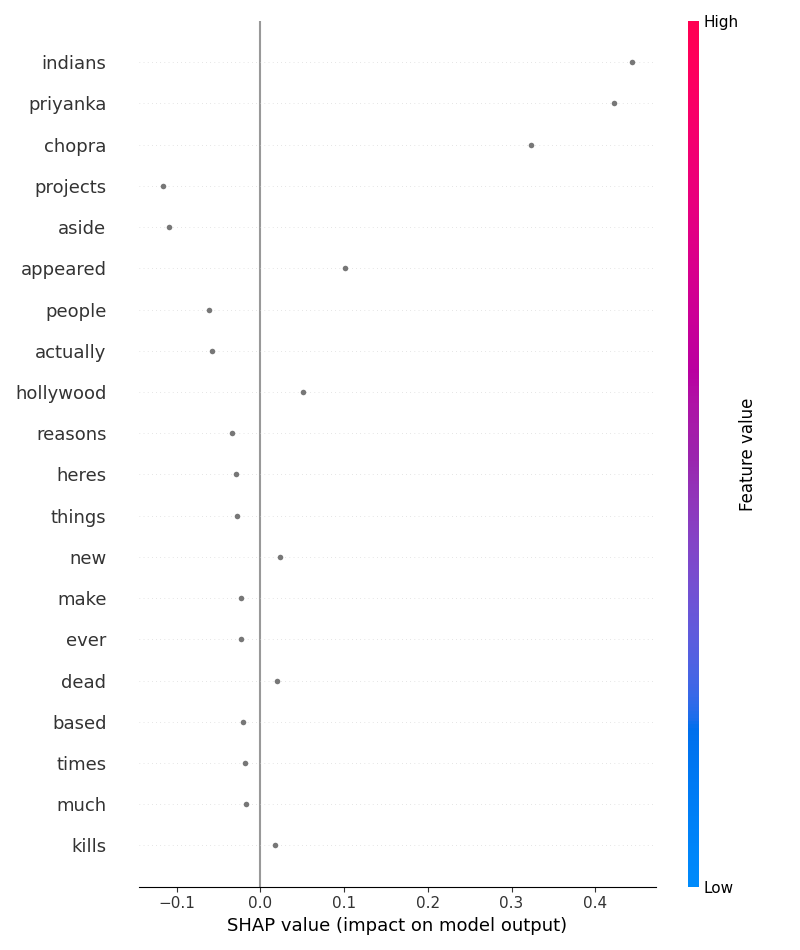 High
indians
priyanka
chopra
projects
aside
appeared
people
actually
hollywood
reasons
heres
things
new
make
ever
dead
based
times
much
kills
Feature value
Low
−0.1 0.0 0.1 0.2 0.3 0.4
SHAP value (impact on model output)